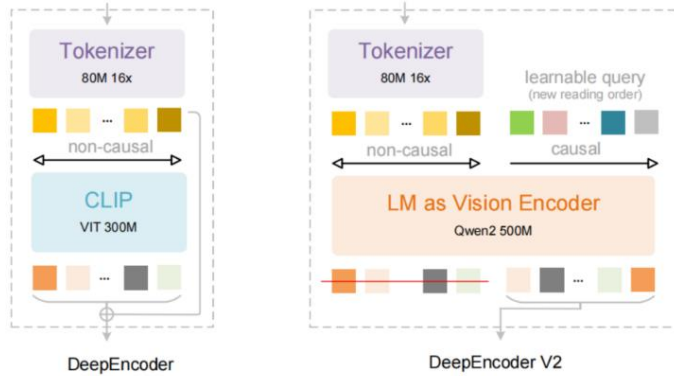 Tokenizer
80M 16x
...
non-causal
CLIP
VIT 300M
...
DeepEncoder
Tokenizer
80M 16x
learnable query
(new reading order)
...
...
non-causal
causal
LM as Vision Encoder
Qwen2 500M
...
DeepEncoder V2